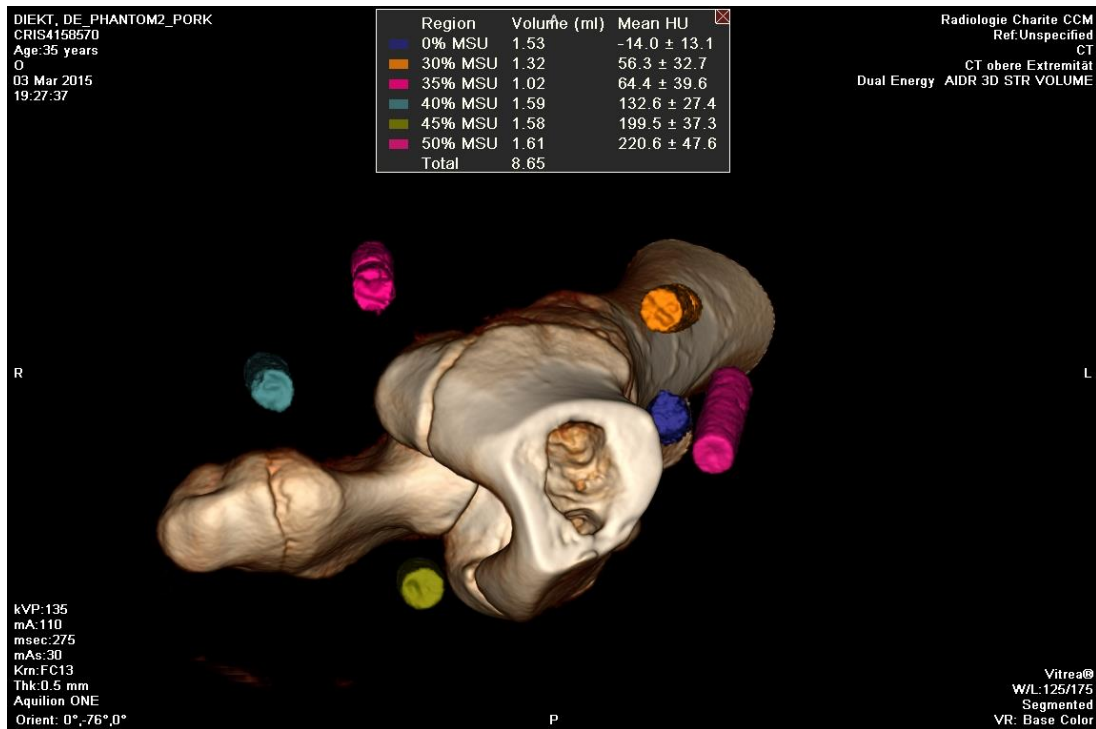 DIEKT, DE_PHANTOM2_PORK
CRIS4158570
Age:35 years
O
03 Mar 2015
19:27:37
Region Volume (ml) Mean HU
0% MSU 1.53 -14.0 ± 13.1
30% MSU 1.32 56.3 ± 32.7
35% MSU 1.02 64.4 ± 39.6
40% MSU 1.59 132.6 ± 27.4
45% MSU 1.58 199.5 ± 37.3
50% MSU 1.61 220.6 ± 47.6
Total 8.65
Radiologie Charite CCM
Ref:Unspecified
CT
CT obere Extremität
Dual Energy AIDR 3D STR VOLUME
R
L
kVP:135
mA:110
msec:275
mAs:30
Krn:FC13
Thk:0.5 mm
Aquilion ONE
Orient: 0°,-76°,0°
P
Vitrea®
W/L:125/175
Segmented
VR: Base Color